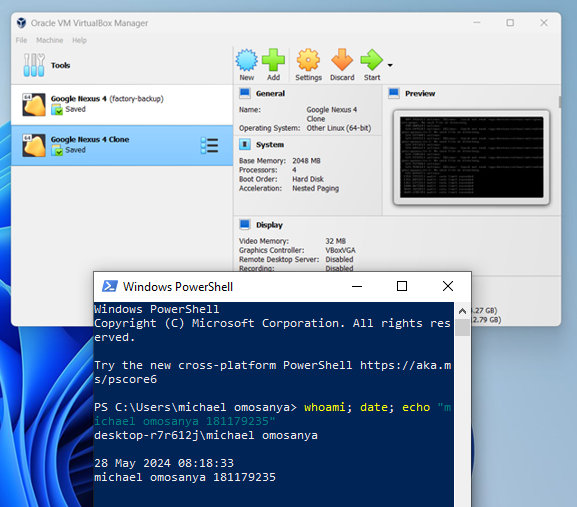 Oracle VM VirtualBox Manager
File Machine Help
Tools
New Add Settings Discard Start
64
Google Nexus 4 (factory-backup)
Saved
64
Google Nexus 4 Clone
Saved
General
Name: Google Nexus 4
Clone
Operating System: Other Linux (64-bit)
System
Base Memory: 2048 MB
Processors: 4
Boot Order: Hard Disk
Acceleration: Nested Paging
Preview
Display
Video Memory: 32 MB
Graphics Controller: VBoxVGA
Remote Desktop Server: Disabled
Recording: Disabled
.27 GB)
2.79 GB)
Windows PowerShell
Windows PowerShell
Copyright (C) Microsoft Corporation. All rights res
erved.
Try the new cross-platform PowerShell https://aka.m
s/pscore6
PS C:\Users\michael omosanya> whoami; date; echo "m
ichael omosanya 181179235"
desktop-r7r612j\michael omosanya
28 May 2024 08:18:33
michael omosanya 181179235